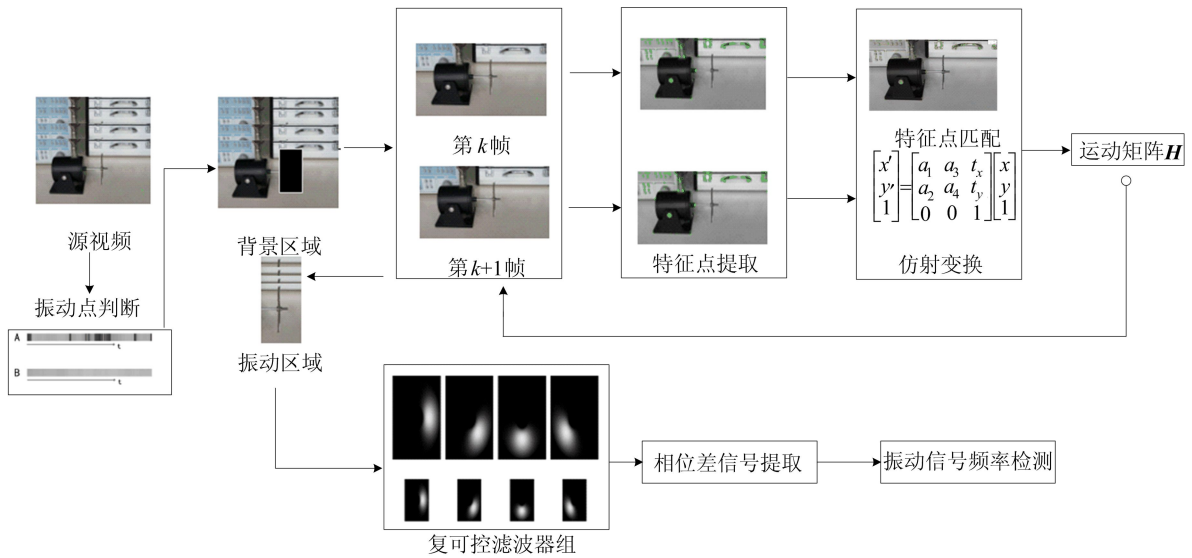 源视频
振动点判断
A
t
B
t
背景区域
振动区域
第k帧
第k+1帧
特征点提取
特征点匹配
[x′ y′ 1] = [a₁ a₃ tₓ; a₂ a₄ t_y; 0 0 1] [x y 1]
仿射变换
运动矩阵H
复可控滤波器组
相位差信号提取
振动信号频率检测